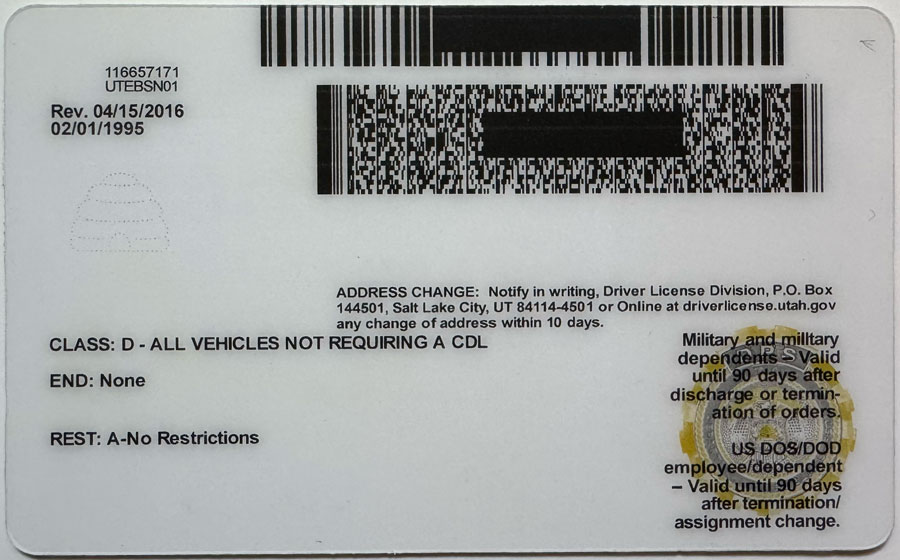 116657171
UTEBSN01
Rev. 04/15/2016
02/01/1995
ADDRESS CHANGE: Notify in writing, Driver License Division, P.O. Box
144501, Salt Lake City, UT 84114-4501 or Online at driverlicense.utah.gov
any change of address within 10 days.
CLASS: D - ALL VEHICLES NOT REQUIRING A CDL
END: None
REST: A-No Restrictions
Military and military
dependents – Valid
until 90 days after
discharge or termin-
ation of orders.
US DOS/DOD
employee/dependent
– Valid until 90 days
after termination/
assignment change.
DPS